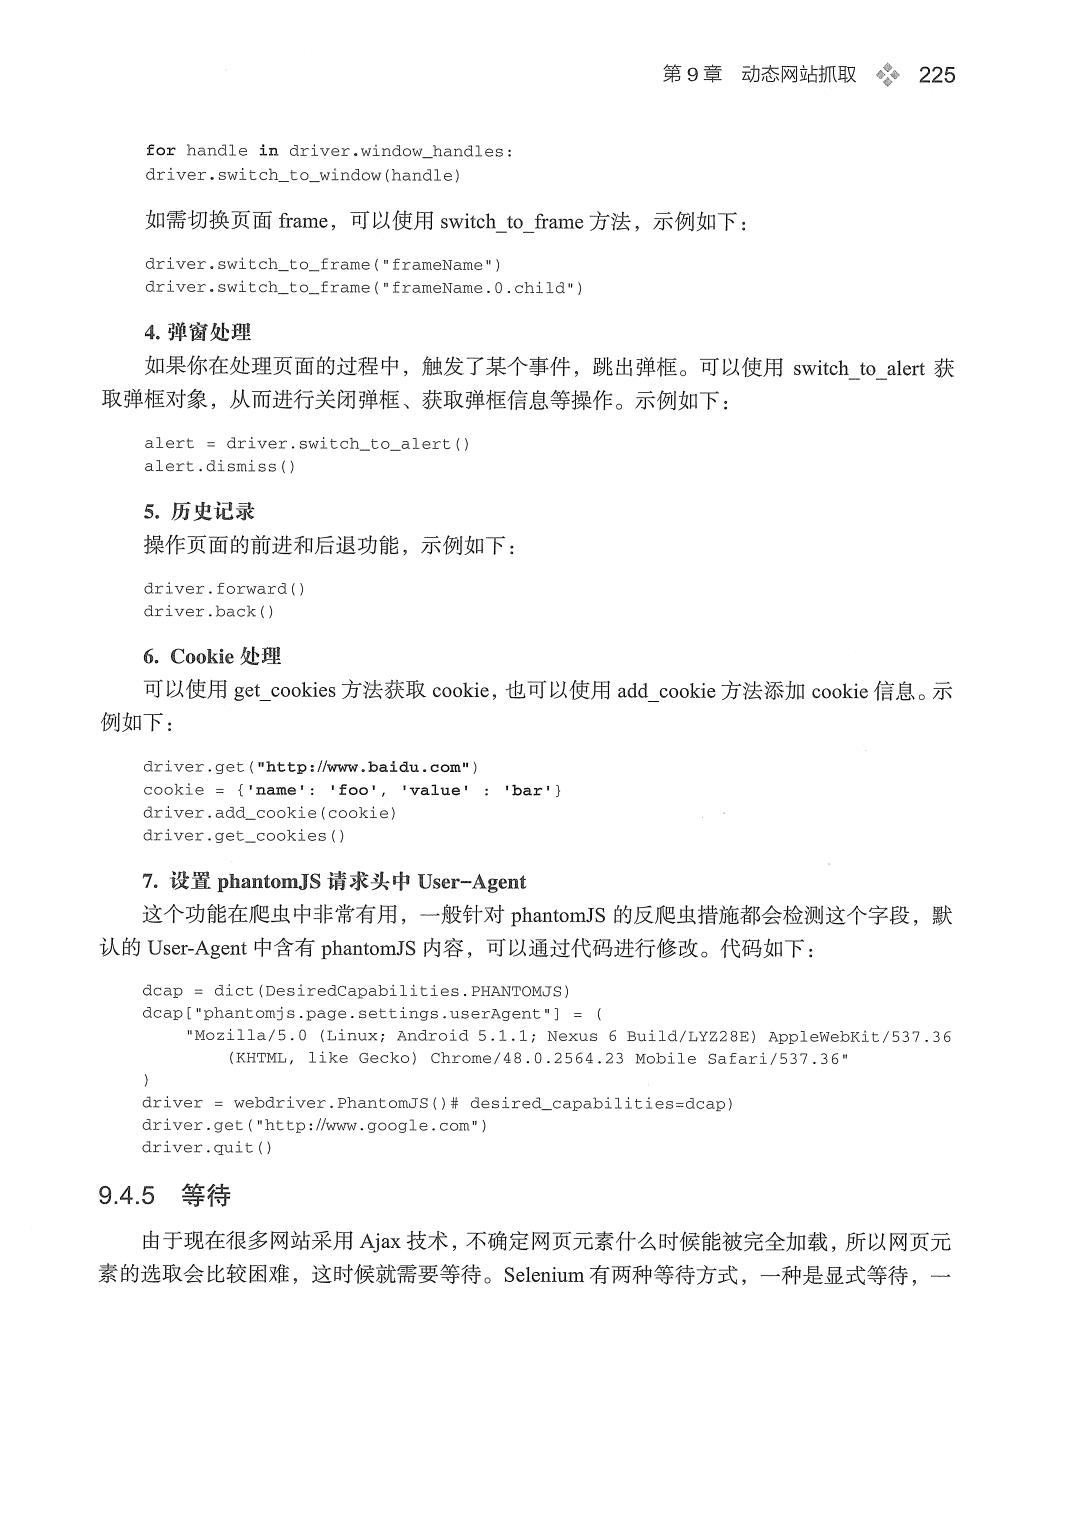 第 9 章 动态网站抓取 225
for handle in driver.window_handles:
driver.switch_to_window(handle)
如需切换页面 frame，可以使用 switch_to_frame 方法，示例如下：
driver.switch_to_frame("frameName")
driver.switch_to_frame("frameName.0.child")
4. 弹窗处理
如果你在处理页面的过程中，触发了某个事件，跳出弹框。可以使用 switch_to_alert 获
取弹框对象，从而进行关闭弹框、获取弹框信息等操作。示例如下：
alert = driver.switch_to_alert()
alert.dismiss()
5. 历史记录
操作页面的前进和后退功能，示例如下：
driver.forward()
driver.back()
6. Cookie 处理
可以使用 get_cookies 方法获取 cookie，也可以使用 add_cookie 方法添加 cookie 信息。示
例如下：
driver.get("http://www.baidu.com")
cookie = {'name': 'foo', 'value' : 'bar'}
driver.add_cookie(cookie)
driver.get_cookies()
7. 设置 phantomJS 请求头中 User-Agent
这个功能在爬虫中非常有用，一般针对 phantomJS 的反爬虫措施都会检测这个字段，默
认的 User-Agent 中含有 phantomJS 内容，可以通过代码进行修改。代码如下：
dcap = dict(DesiredCapabilities.PHANTOMJS)
dcap["phantomjs.page.settings.userAgent"] = (
"Mozilla/5.0 (Linux; Android 5.1.1; Nexus 6 Build/LYZ28E) AppleWebKit/537.36
(KHTML, like Gecko) Chrome/48.0.2564.23 Mobile Safari/537.36"
)
driver = webdriver.PhantomJS()# desired_capabilities=dcap)
driver.get("http://www.google.com")
driver.quit()
9.4.5 等待
由于现在很多网站采用 Ajax 技术，不确定网页元素什么时候能被完全加载，所以网页元
素的选取会比较困难，这时候就需要等待。Selenium 有两种等待方式，一种是显式等待，一